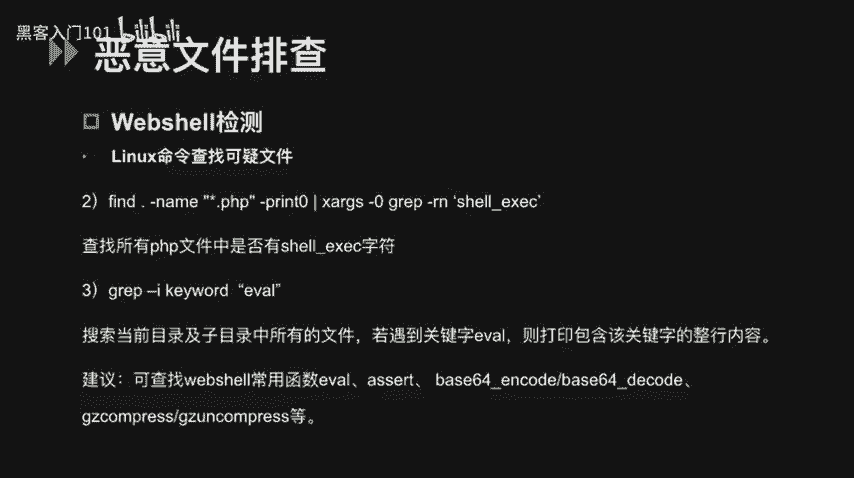 黑客入门101 bilibili
恶意文件排查
Webshell检测
Linux命令查找可疑文件
2）find . -name "*.php" -print0 | xargs -0 grep -rn ‘shell_exec’
查找所有php文件中是否有shell_exec字符
3）grep –i keyword “eval”
搜索当前目录及子目录中所有的文件，若遇到关键字eval，则打印包含该关键字的整行内容。
建议：可查找webshell常用函数eval、assert、 base64_encode/base64_decode、
gzcompress/gzuncompress等。